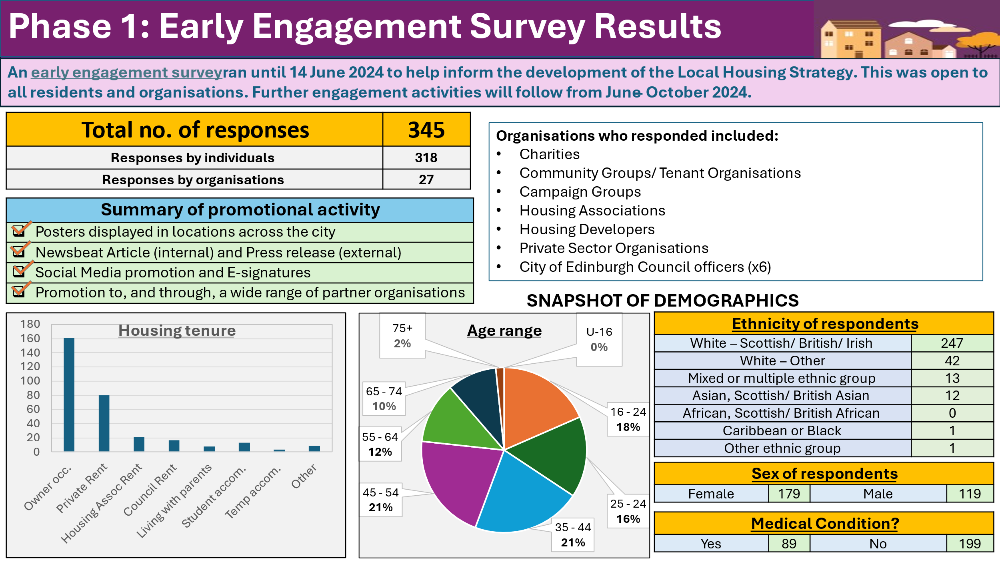 Phase 1: Early Engagement Survey Results
An early engagement surveyran until 14 June 2024 to help inform the development of the Local Housing Strategy. This was open to
all residents and organisations. Further engagement activities will follow from June- October 2024.
Total no. of responses 345
Responses by individuals 318
Responses by organisations 27
Summary of promotional activity
Posters displayed in locations across the city
Newsbeat Article (internal) and Press release (external)
Social Media promotion and E-signatures
Promotion to, and through, a wide range of partner organisations
Organisations who responded included:
• Charities
• Community Groups/ Tenant Organisations
• Campaign Groups
• Housing Associations
• Housing Developers
• Private Sector Organisations
• City of Edinburgh Council officers (x6)
SNAPSHOT OF DEMOGRAPHICS
Housing tenure
180
160
140
120
100
80
60
40
20
0
Owner occ.
Private Rent
Housing Assoc Rent
Council Rent
Living with parents
Student accom.
Temp accom.
Other
Age range
75+
2%
U-16
0%
65 - 74
10%
16 - 24
18%
55 - 64
12%
45 - 54
21%
25 - 24
16%
35 - 44
21%
Ethnicity of respondents
White – Scottish/ British/ Irish 247
White – Other 42
Mixed or multiple ethnic group 13
Asian, Scottish/ British Asian 12
African, Scottish/ British African 0
Caribbean or Black 1
Other ethnic group 1
Sex of respondents
Female 179 Male 119
Medical Condition?
Yes 89 No 199